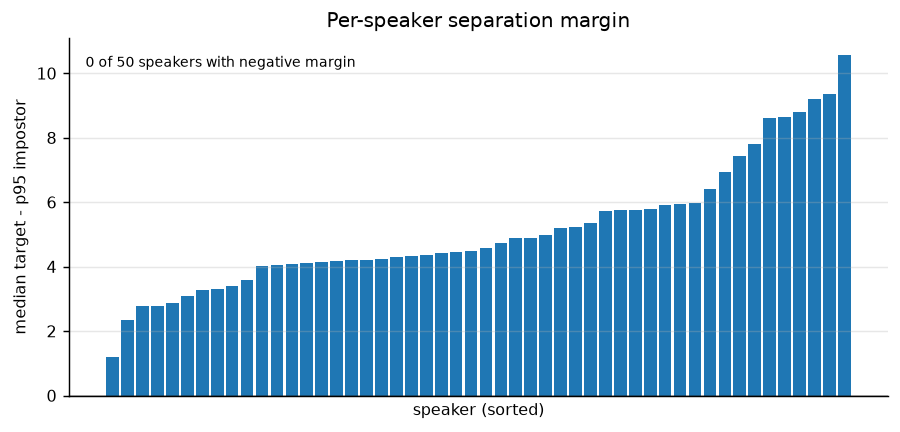 Per-speaker separation margin
0 of 50 speakers with negative margin
median target - p95 impostor
10
8
6
4
2
0
speaker (sorted)